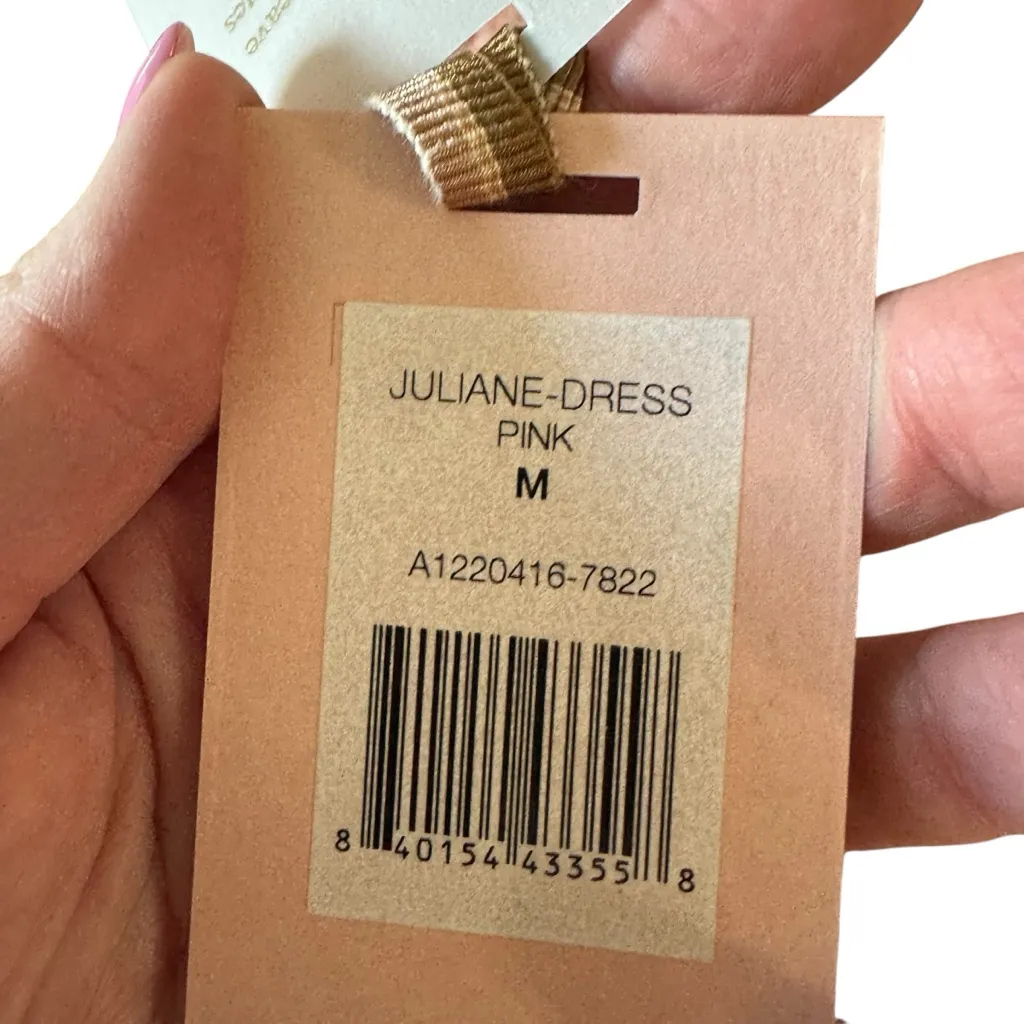 JULIANE-DRESS
PINK
M
A1220416-7822
8 40154 43355 8